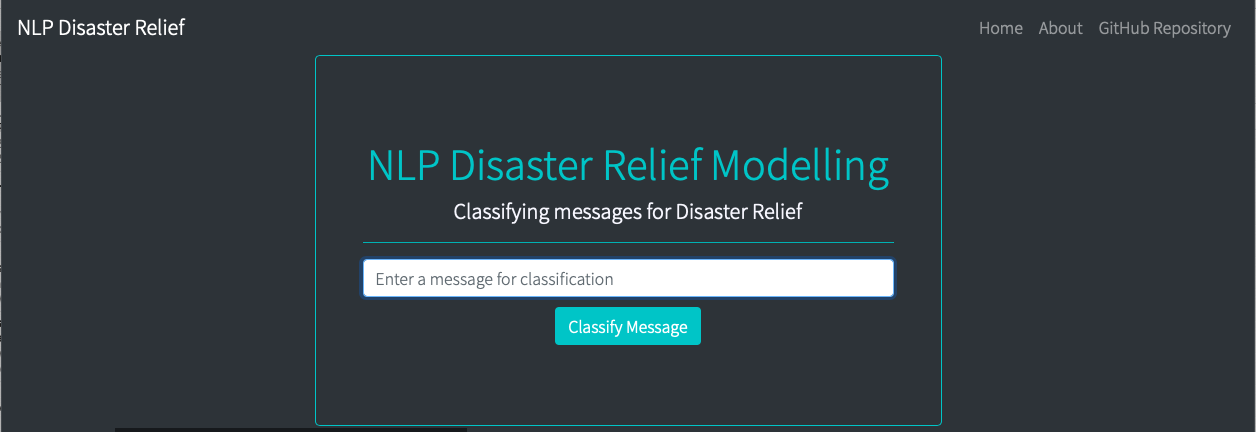 NLP Disaster Relief
Home About GitHub Repository
NLP Disaster Relief Modelling
Classifying messages for Disaster Relief
Enter a message for classification
Classify Message